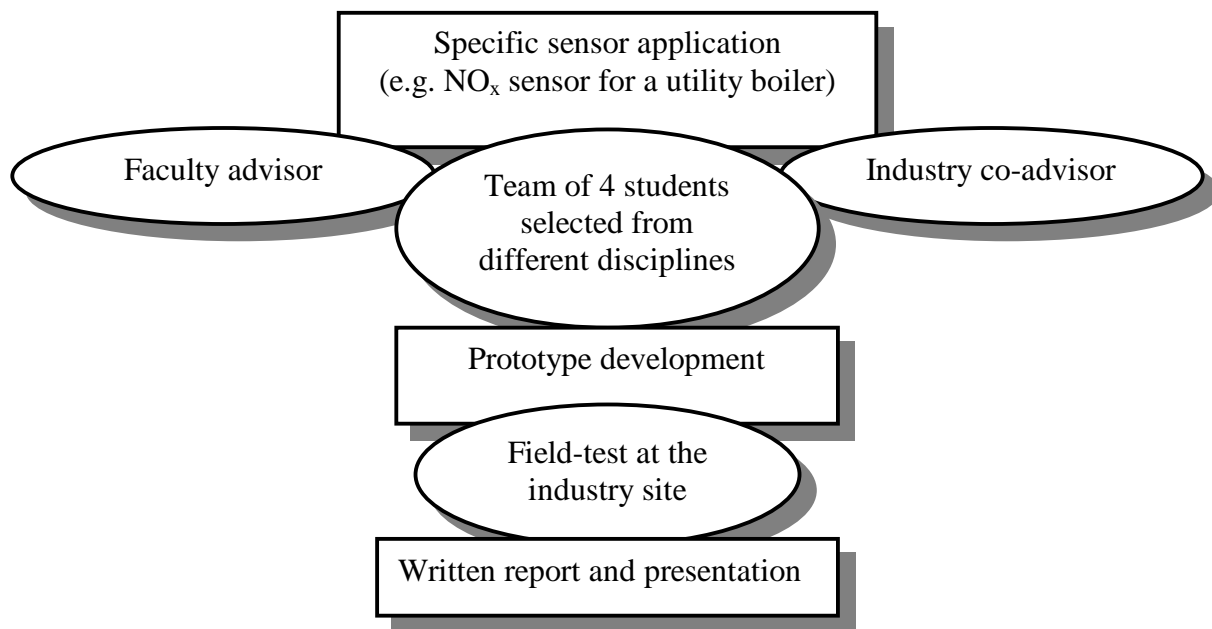 Specific sensor application
(e.g. NOₓ sensor for a utility boiler)
Faculty advisor
Team of 4 students
selected from
different disciplines
Industry co-advisor
Prototype development
Field-test at the
industry site
Written report and presentation